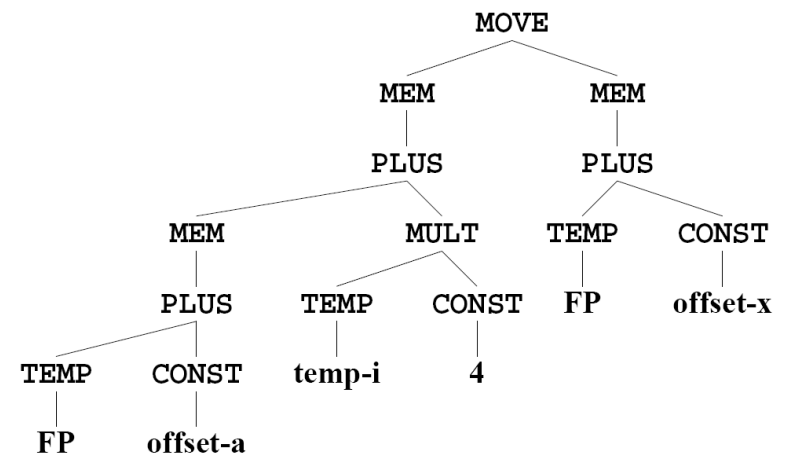 MOVE
MEM MEM
PLUS PLUS
MEM MULT TEMP CONST
PLUS TEMP CONST FP offset-x
TEMP CONST temp-i 4
FP offset-a